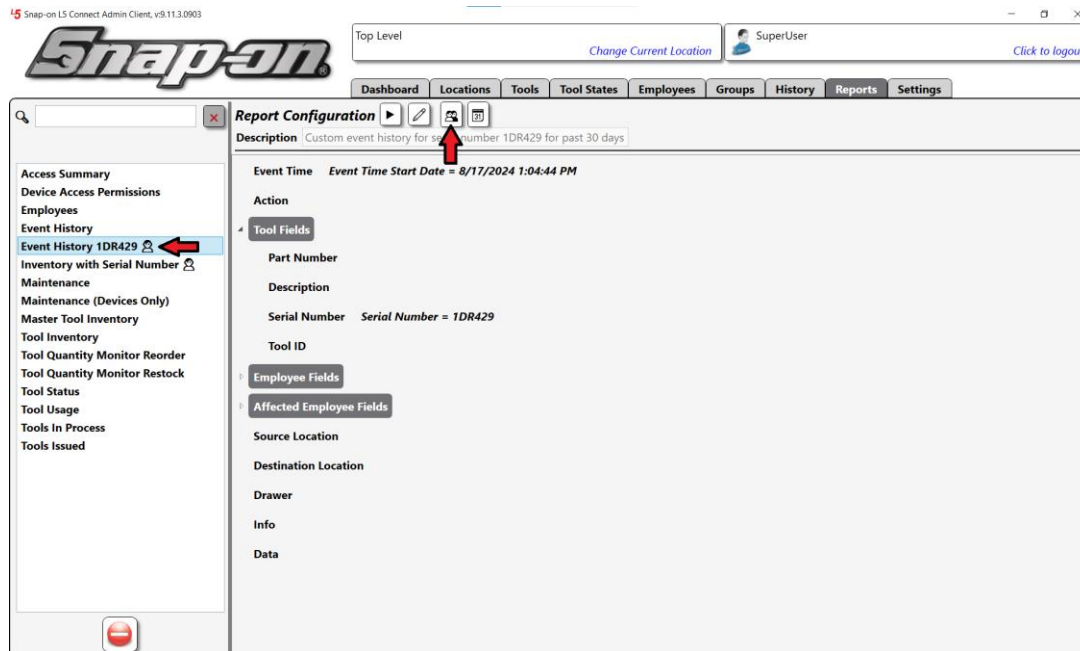 L5 Snap-on L5 Connect Admin Client, v:9.11.3.0903
Snap-on
Top Level
Change Current Location
SuperUser
Click to logou
Dashboard Locations Tools Tool States Employees Groups History Reports Settings
Report Configuration
31
Description Custom event history for se number 1DR429 for past 30 days
Access Summary
Device Access Permissions
Employees
Event History
Event History 1DR429
Inventory with Serial Number
Maintenance
Maintenance (Devices Only)
Master Tool Inventory
Tool Inventory
Tool Quantity Monitor Reorder
Tool Quantity Monitor Restock
Tool Status
Tool Usage
Tools In Process
Tools Issued
Event Time Event Time Start Date = 8/17/2024 1:04:44 PM
Action
Tool Fields
Part Number
Description
Serial Number Serial Number = 1DR429
Tool ID
Employee Fields
Affected Employee Fields
Source Location
Destination Location
Drawer
Info
Data